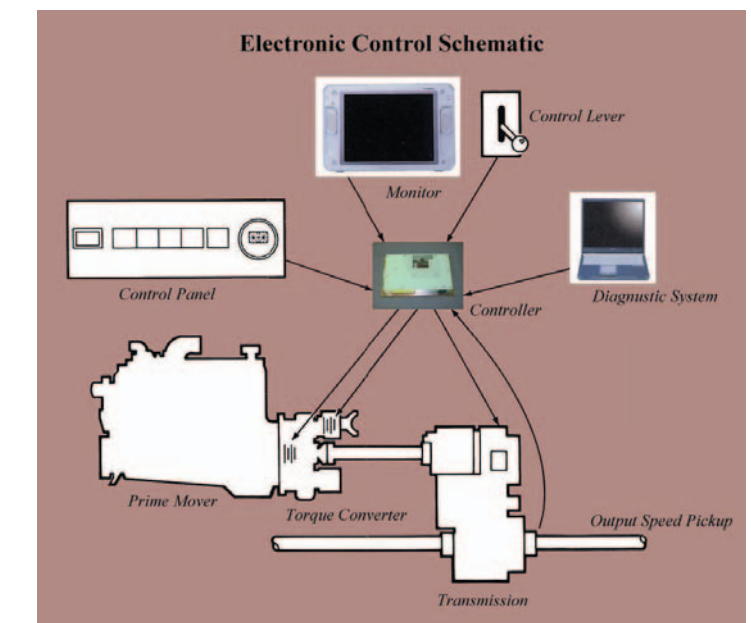 Electronic Control Schematic
Control Lever
Monitor
Control Panel
Controller
Diagnostic System
Prime Mover
Torque Converter
Output Speed Pickup
Transmission